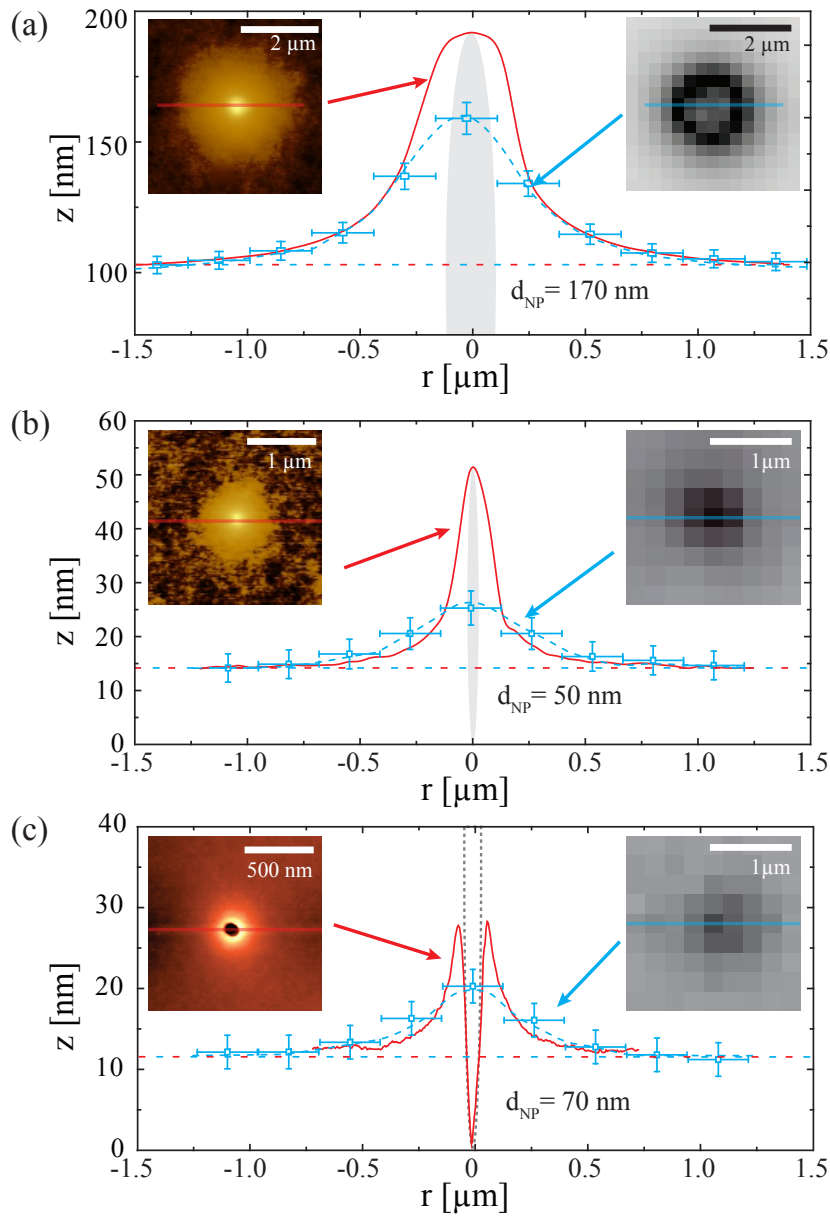 (a)
z [nm]
200
150
100
2 µm
2 µm
d_NP = 170 nm
-1.5 -1.0 -0.5 0 0.5 1.0 1.5
r [µm]
(b)
z [nm]
60
50
40
30
20
10
0
1 µm
1µm
d_NP = 50 nm
-1.5 -1.0 -0.5 0 0.5 1.0 1.5
r [µm]
(c)
z [nm]
40
30
20
10
0
500 nm
1µm
d_NP = 70 nm
-1.5 -1.0 -0.5 0 0.5 1.0 1.5
r [µm]